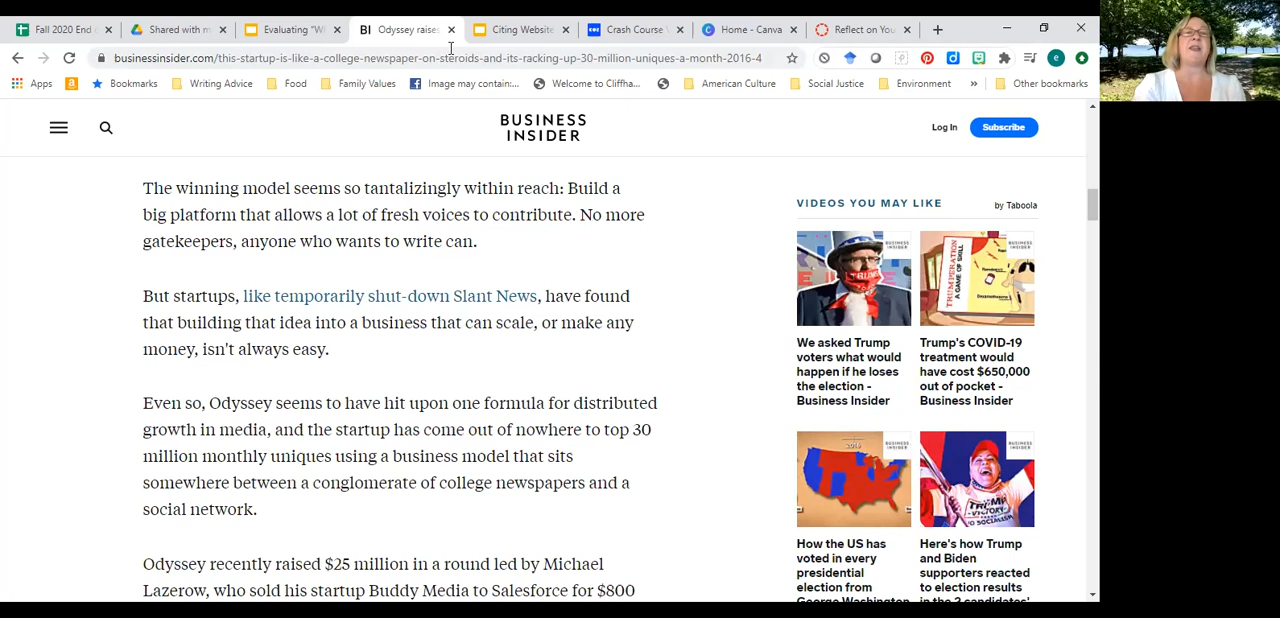 Fall 2020 End
Shared with m
Evaluating "W
BI Odyssey raises
Citing Website
Crash Course
Home - Canva
Reflect on You
businessinsider.com/this-startup-is-like-a-college-newspaper-on-steroids-and-its-racking-up-30-million-uniques-a-month-2016-4
Apps
Bookmarks
Writing Advice
Food
Family Values
Image may contain:...
Welcome to Cliffha...
American Culture
Social Justice
Environment
»
Other bookmarks
BUSINESS
INSIDER
Log In
Subscribe
The winning model seems so tantalizingly within reach: Build a
big platform that allows a lot of fresh voices to contribute. No more
gatekeepers, anyone who wants to write can.
But startups, like temporarily shut-down Slant News, have found
that building that idea into a business that can scale, or make any
money, isn't always easy.
Even so, Odyssey seems to have hit upon one formula for distributed
growth in media, and the startup has come out of nowhere to top 30
million monthly uniques using a business model that sits
somewhere between a conglomerate of college newspapers and a
social network.
Odyssey recently raised $25 million in a round led by Michael
Lazerow, who sold his startup Buddy Media to Salesforce for $800
VIDEOS YOU MAY LIKE
by Taboola
We asked Trump
voters what would
happen if he loses
the election -
Business Insider
Trump's COVID-19
treatment would
have cost $650,000
out of pocket -
Business Insider
How the US has
voted in every
presidential
election from
George Washington
Here's how Trump
and Biden
supporters reacted
to election results
in the 2 candidates'